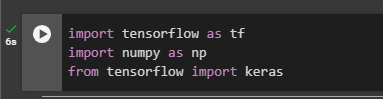 import tensorflow as tf
import numpy as np
from tensorflow import keras
6s